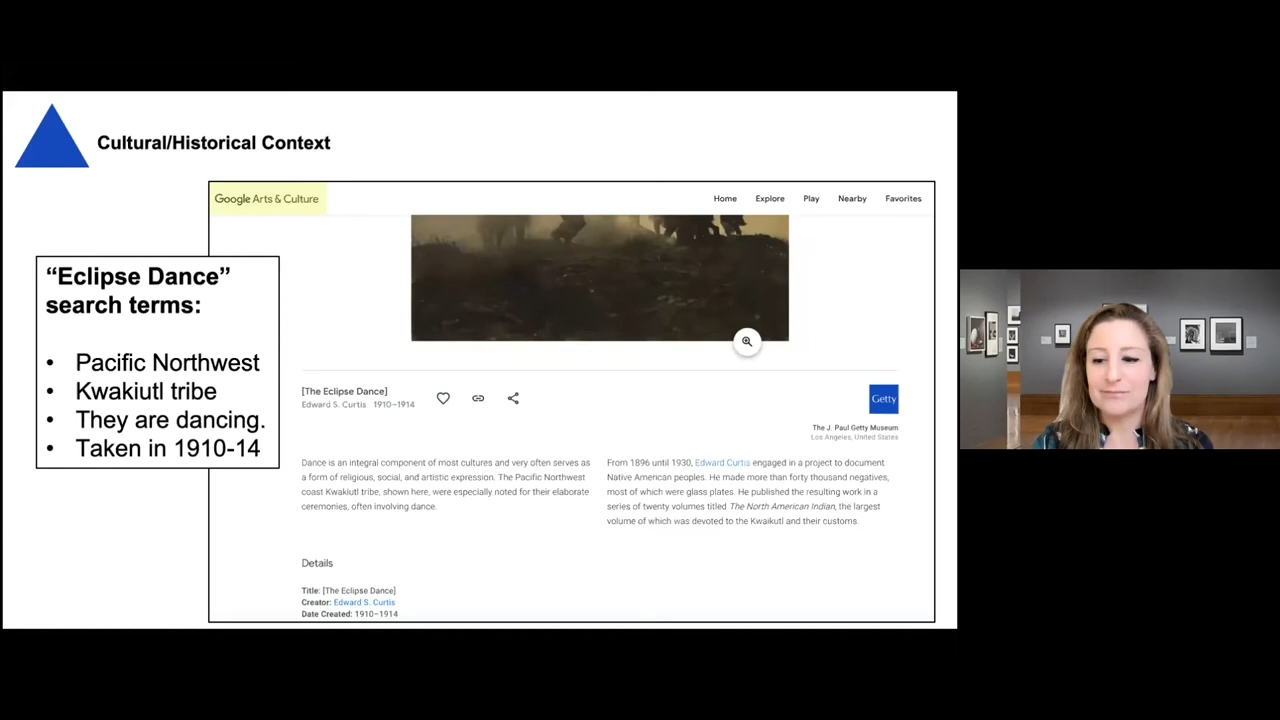 Cultural/Historical Context
Google Arts & Culture
Home Explore Play Nearby Favorites
“Eclipse Dance”
search terms:
• Pacific Northwest
• Kwakiutl tribe
• They are dancing.
• Taken in 1910-14
[The Eclipse Dance]
Edward S. Curtis 1910–1914
Getty
The J. Paul Getty Museum
Los Angeles, United States
Dance is an integral component of most cultures and very often serves as
a form of religious, social, and artistic expression. The Pacific Northwest
coast Kwakiutl tribe, shown here, were especially noted for their elaborate
ceremonies, often involving dance.
From 1896 until 1930, Edward Curtis engaged in a project to document
Native American peoples. He made more than forty thousand negatives,
most of which were glass plates. He published the resulting work in a
series of twenty volumes titled The North American Indian, the largest
volume of which was devoted to the Kwaikutl and their customs.
Details
Title: [The Eclipse Dance]
Creator: Edward S. Curtis
Date Created: 1910–1914